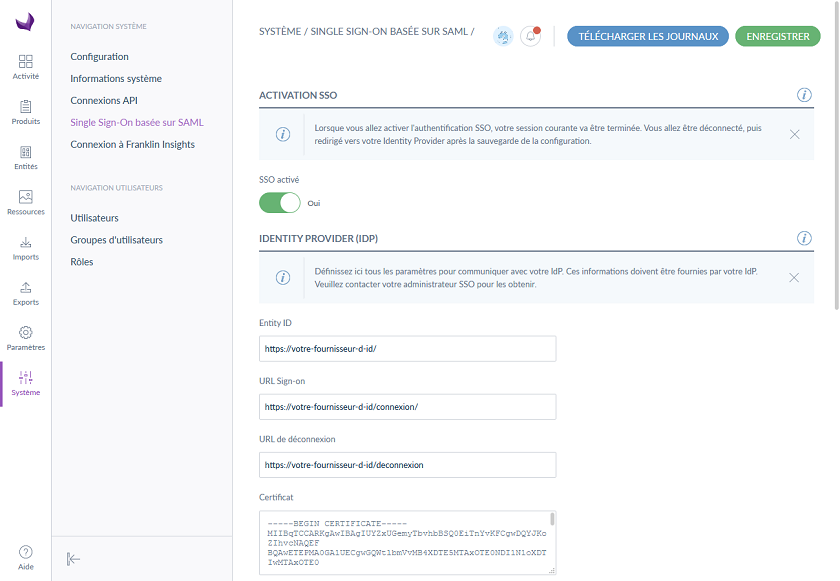 Activité
Produits
Entités
Ressources
Imports
Exports
Paramètres
Système
Aide
NAVIGATION SYSTÈME
Configuration
Informations système
Connexions API
Single Sign-On basée sur SAML
Connexion à Franklin Insights
NAVIGATION UTILISATEURS
Utilisateurs
Groupes d'utilisateurs
Rôles
SYSTÈME / SINGLE SIGN-ON BASÉE SUR SAML /
TÉLÉCHARGER LES JOURNAUX
ENREGISTRER
ACTIVATION SSO
Lorsque vous allez activer l'authentification SSO, votre session courante va être terminée. Vous allez être déconnecté, puis
redirigé vers votre Identity Provider après la sauvegarde de la configuration.
SSO activé
Oui
IDENTITY PROVIDER (IDP)
Définissez ici tous les paramètres pour communiquer avec votre IdP. Ces informations doivent être fournies par votre IdP.
Veuillez contacter votre administrateur SSO pour les obtenir.
Entity ID
https://votre-fournisseur-d-id/
URL Sign-on
https://votre-fournisseur-d-id/connexion/
URL de déconnexion
https://votre-fournisseur-d-id/deconnexion
Certificat
-----BEGIN CERTIFICATE-----